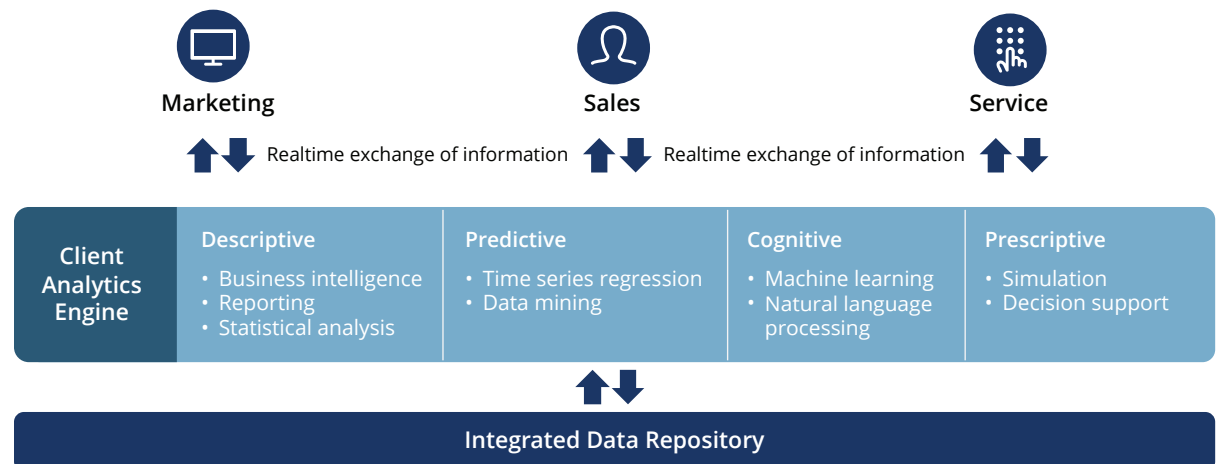 Marketing
Sales
Service
Realtime exchange of information
Realtime exchange of information
Client
Analytics
Engine
Descriptive
• Business intelligence
• Reporting
• Statistical analysis
Predictive
• Time series regression
• Data mining
Cognitive
• Machine learning
• Natural language
processing
Prescriptive
• Simulation
• Decision support
Integrated Data Repository